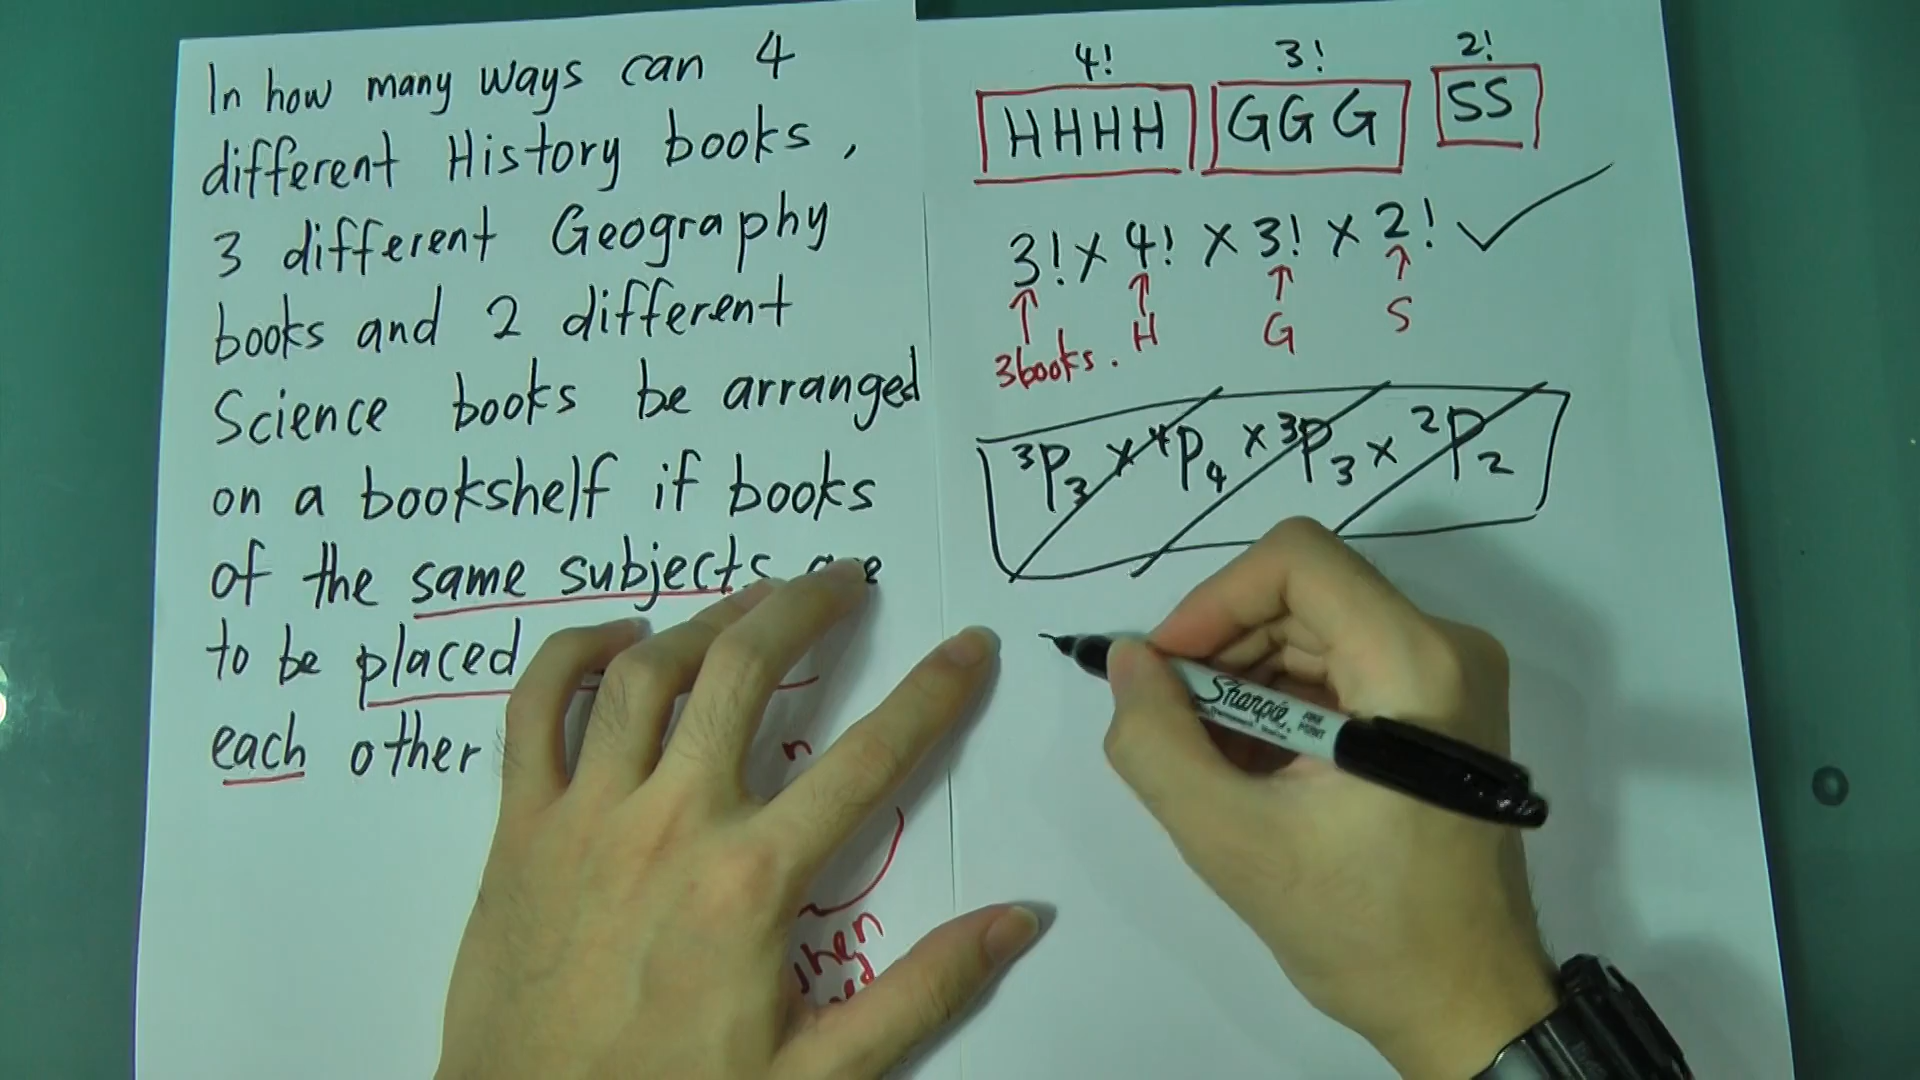 In how many ways can 4
different History books,
3 different Geography
books and 2 different
Science books be arranged
on a bookshelf if books
of the same subjects are
to be placed
each other
n
4! 3! 2!
HHHH GGG SS
3! × 4! × 3! × 2! ✓
↑ ↑ ↑ ↑
3books. H G S
³P₃ × ⁴P₄ × ³P₃ × ²P₂
Sharpie